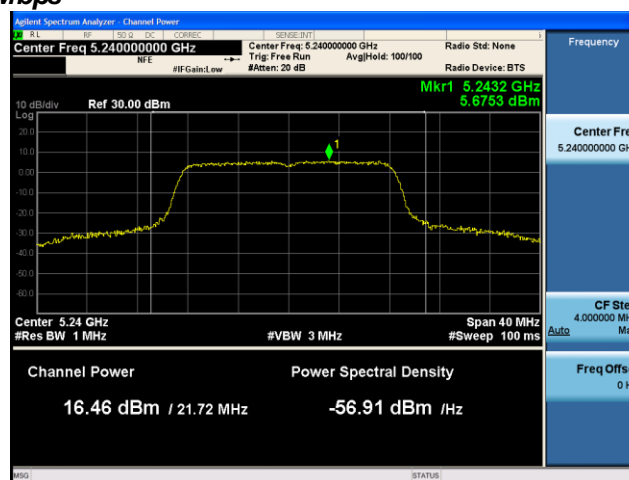 Agilent Spectrum Analyzer - Channel Power
RL RF 50 Ω DC CORREC SENSE:INT
Center Freq 5.240000000 GHz
NFE
#IFGain:Low
Center Freq: 5.240000000 GHz
Trig: Free Run Avg|Hold: 100/100
#Atten: 20 dB
Radio Std: None
Radio Device: BTS
Frequency
Mkr1 5.2432 GHz
5.6753 dBm
10 dB/div Ref 30.00 dBm
Log
20.0
10.0
0.00
-10.0
-20.0
-30.0
-40.0
-50.0
-60.0
1
Center 5.24 GHz
#Res BW 1 MHz
#VBW 3 MHz
Span 40 MHz
#Sweep 100 ms
Channel Power
16.46 dBm / 21.72 MHz
Power Spectral Density
-56.91 dBm /Hz
Center Fre
5.240000000 GH
CF Ste
4.000000 MH
Auto Ma
Freq Offs
0 H
MSG STATUS